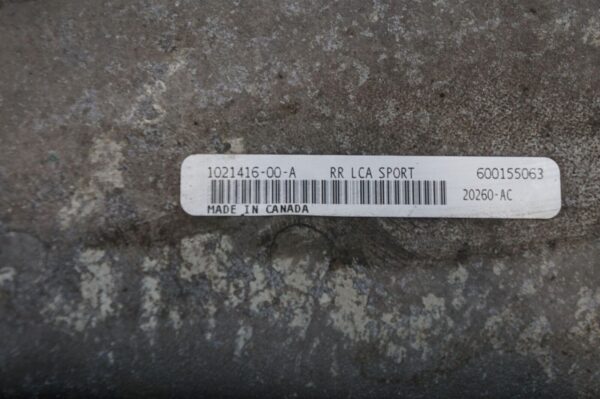 1021416-00-A RR LCA SPORT 600155063
20260-AC
MADE IN CANADA